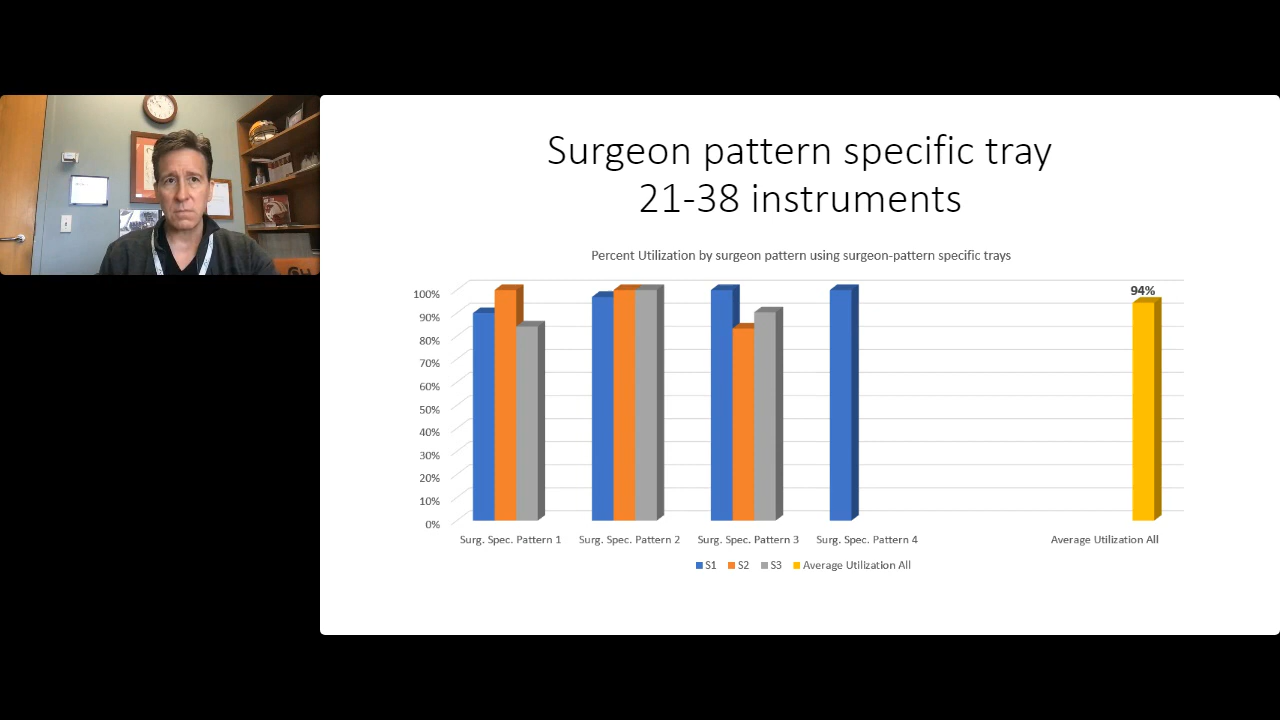 Surgeon pattern specific tray
21-38 instruments
Percent Utilization by surgeon pattern using surgeon-pattern specific trays
100%
90%
80%
70%
60%
50%
40%
30%
20%
10%
0%
94%
Surg. Spec. Pattern 1
Surg. Spec. Pattern 2
Surg. Spec. Pattern 3
Surg. Spec. Pattern 4
Average Utilization All
S1
S2
S3
Average Utilization All